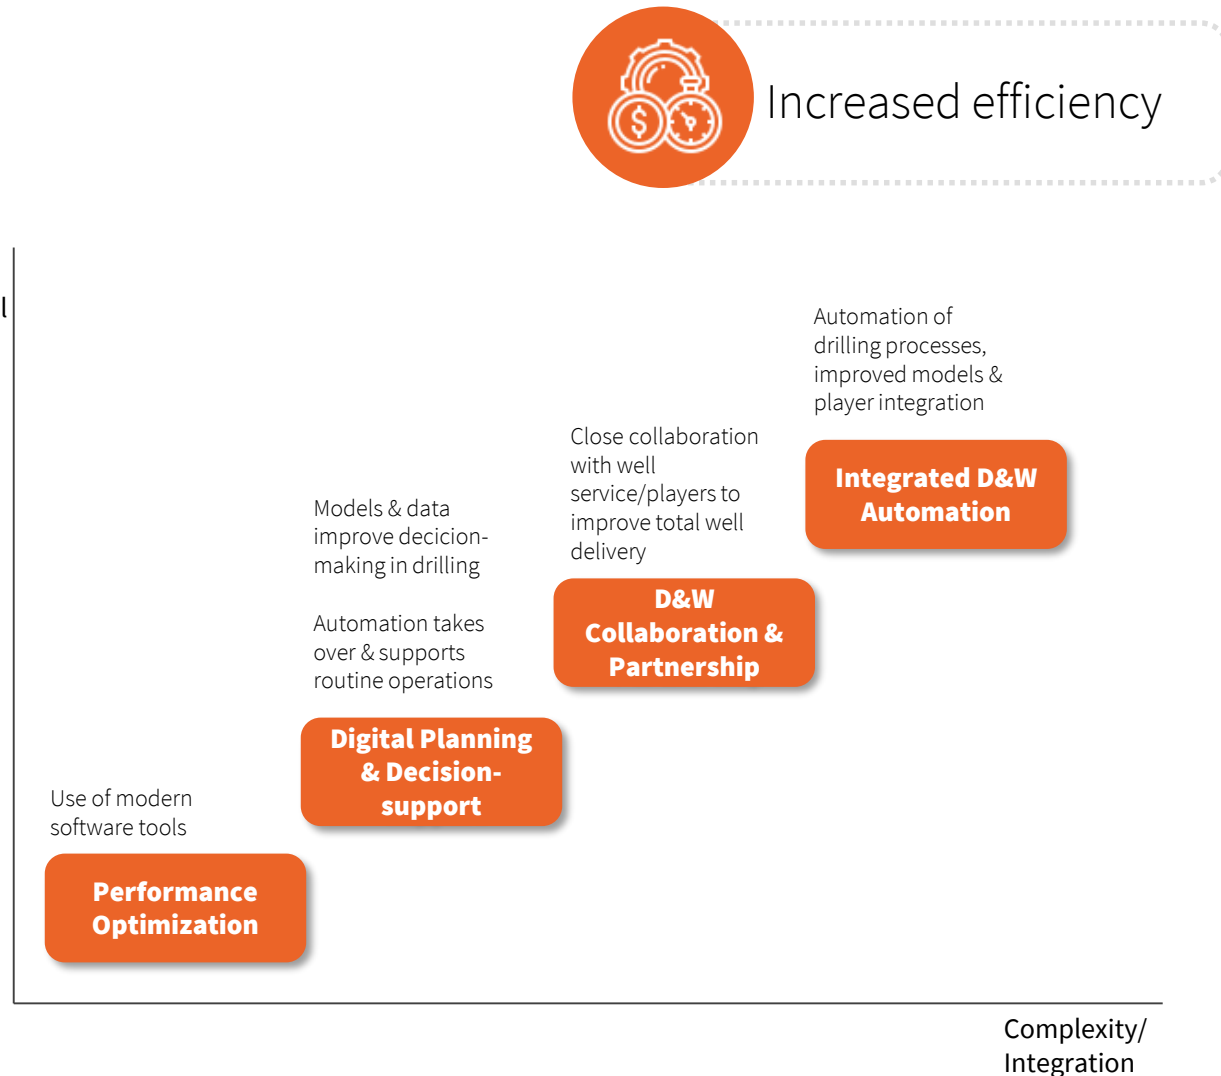 Increased efficiency
l
Automation of
drilling processes,
improved models &
player integration
Integrated D&W
Automation
Close collaboration
with well
service/players to
improve total well
delivery
D&W
Collaboration &
Partnership
Models & data
improve decicion-
making in drilling
Automation takes
over & supports
routine operations
Digital Planning
& Decision-
support
Use of modern
software tools
Performance
Optimization
Complexity/
Integration